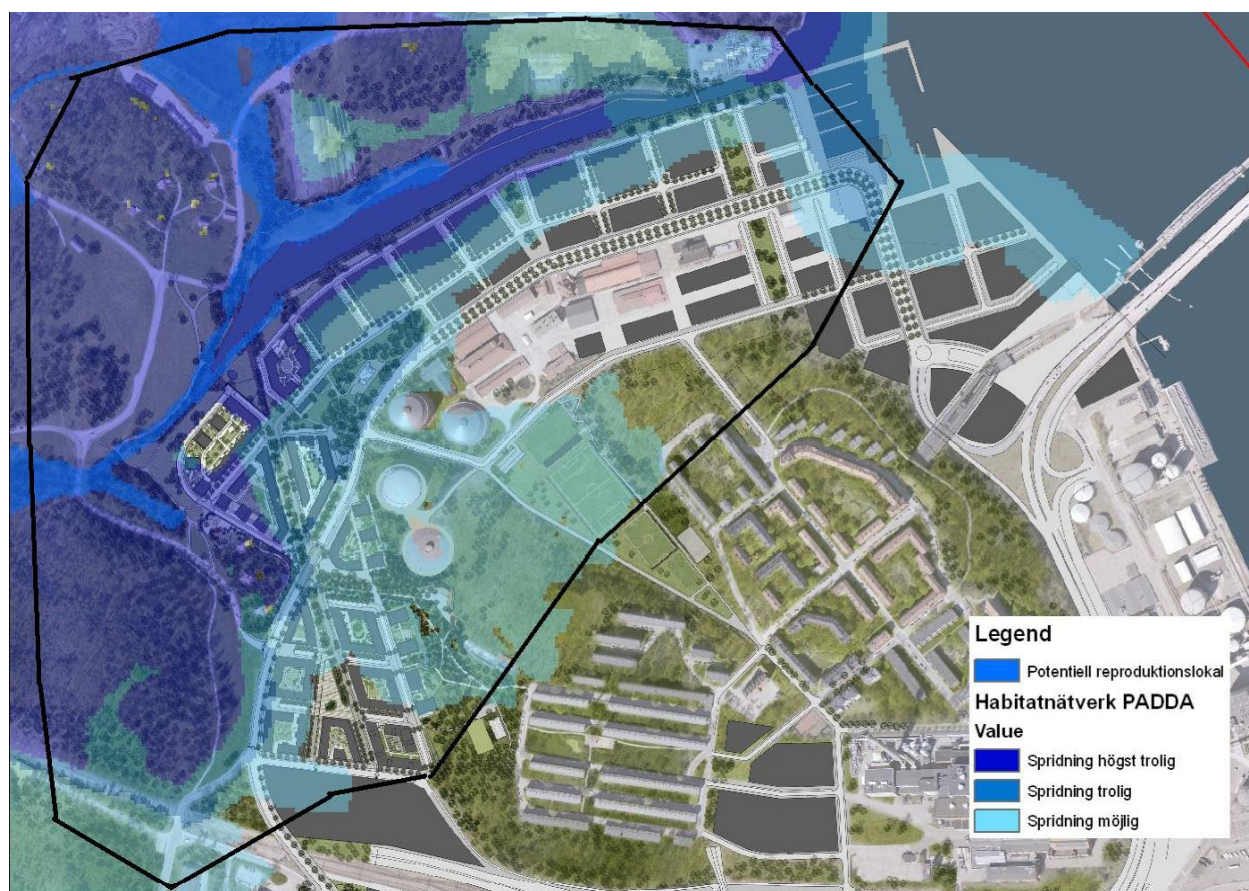 Legend
Potentiell reproduktionslokal
Habitatnätverk PADDA
Value
Spridning högst trolig
Spridning trolig
Spridning möjlig